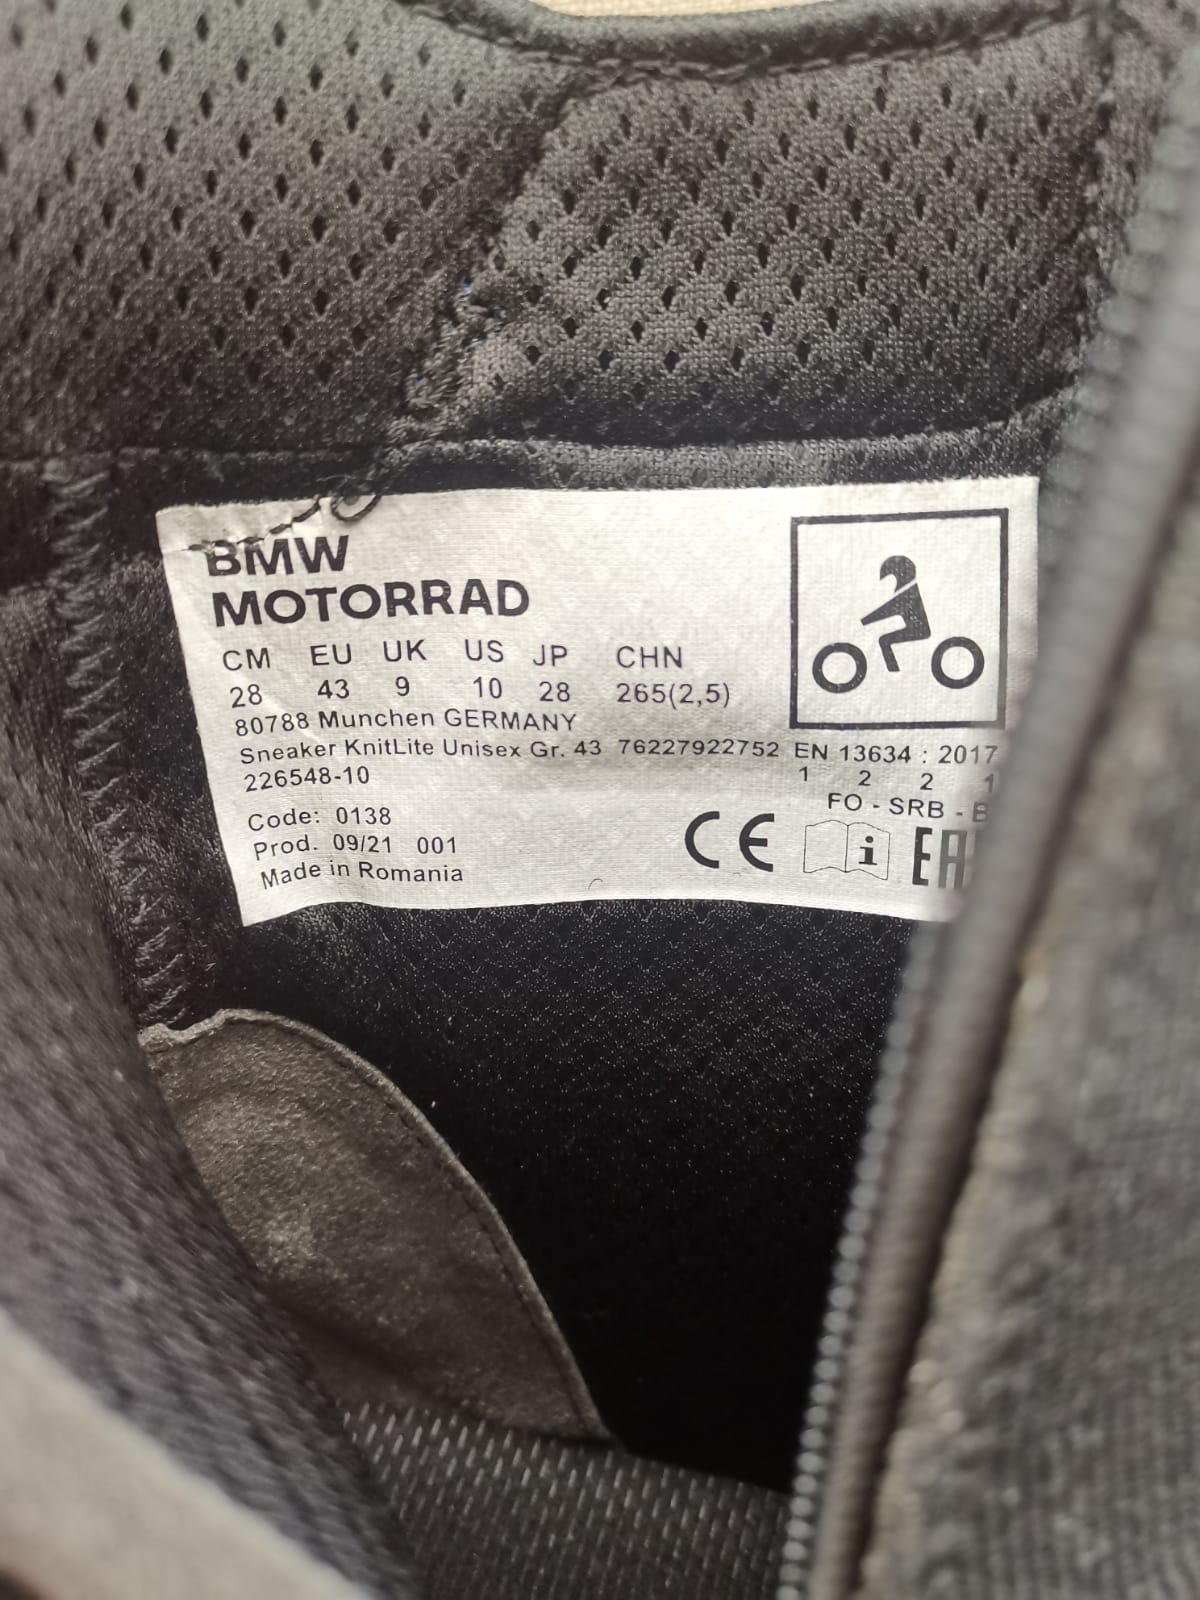 BMW
MOTORRAD
CM EU UK US JP CHN
28 43 9 10 28 265(2,5)
80788 Munchen GERMANY
Sneaker KnitLite Unisex Gr. 43 76227922752 EN 13634 : 2017
226548-10 1 2 2 1
FO - SRB -
Code: 0138
Prod. 09/21 001
Made in Romania
CE i